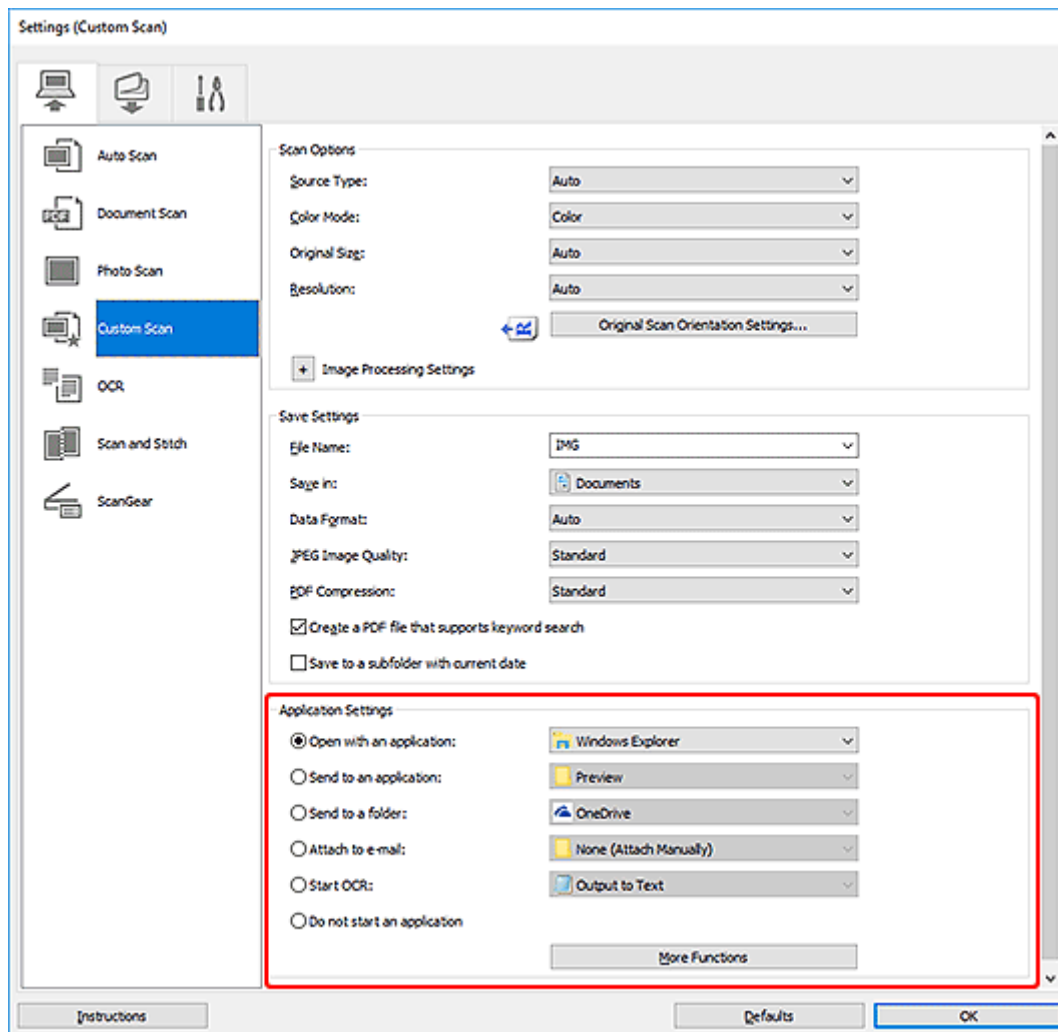 Settings (Custom Scan)
Auto Scan
Document Scan
Photo Scan
Custom Scan
OCR
Scan and Stitch
ScanGear
Scan Options
Source Type: Auto
Color Mode: Color
Original Size: Auto
Resolution: Auto
Original Scan Orientation Settings...
+ Image Processing Settings
Save Settings
File Name: IMG
Save in: Documents
Data Format: Auto
JPEG Image Quality: Standard
PDF Compression: Standard
Create a PDF file that supports keyword search
Save to a subfolder with current date
Application Settings
Open with an application: Windows Explorer
Send to an application: Preview
Send to a folder: OneDrive
Attach to e-mail: None (Attach Manually)
Start OCR: Output to Text
Do not start an application
More Functions
Instructions Defaults OK